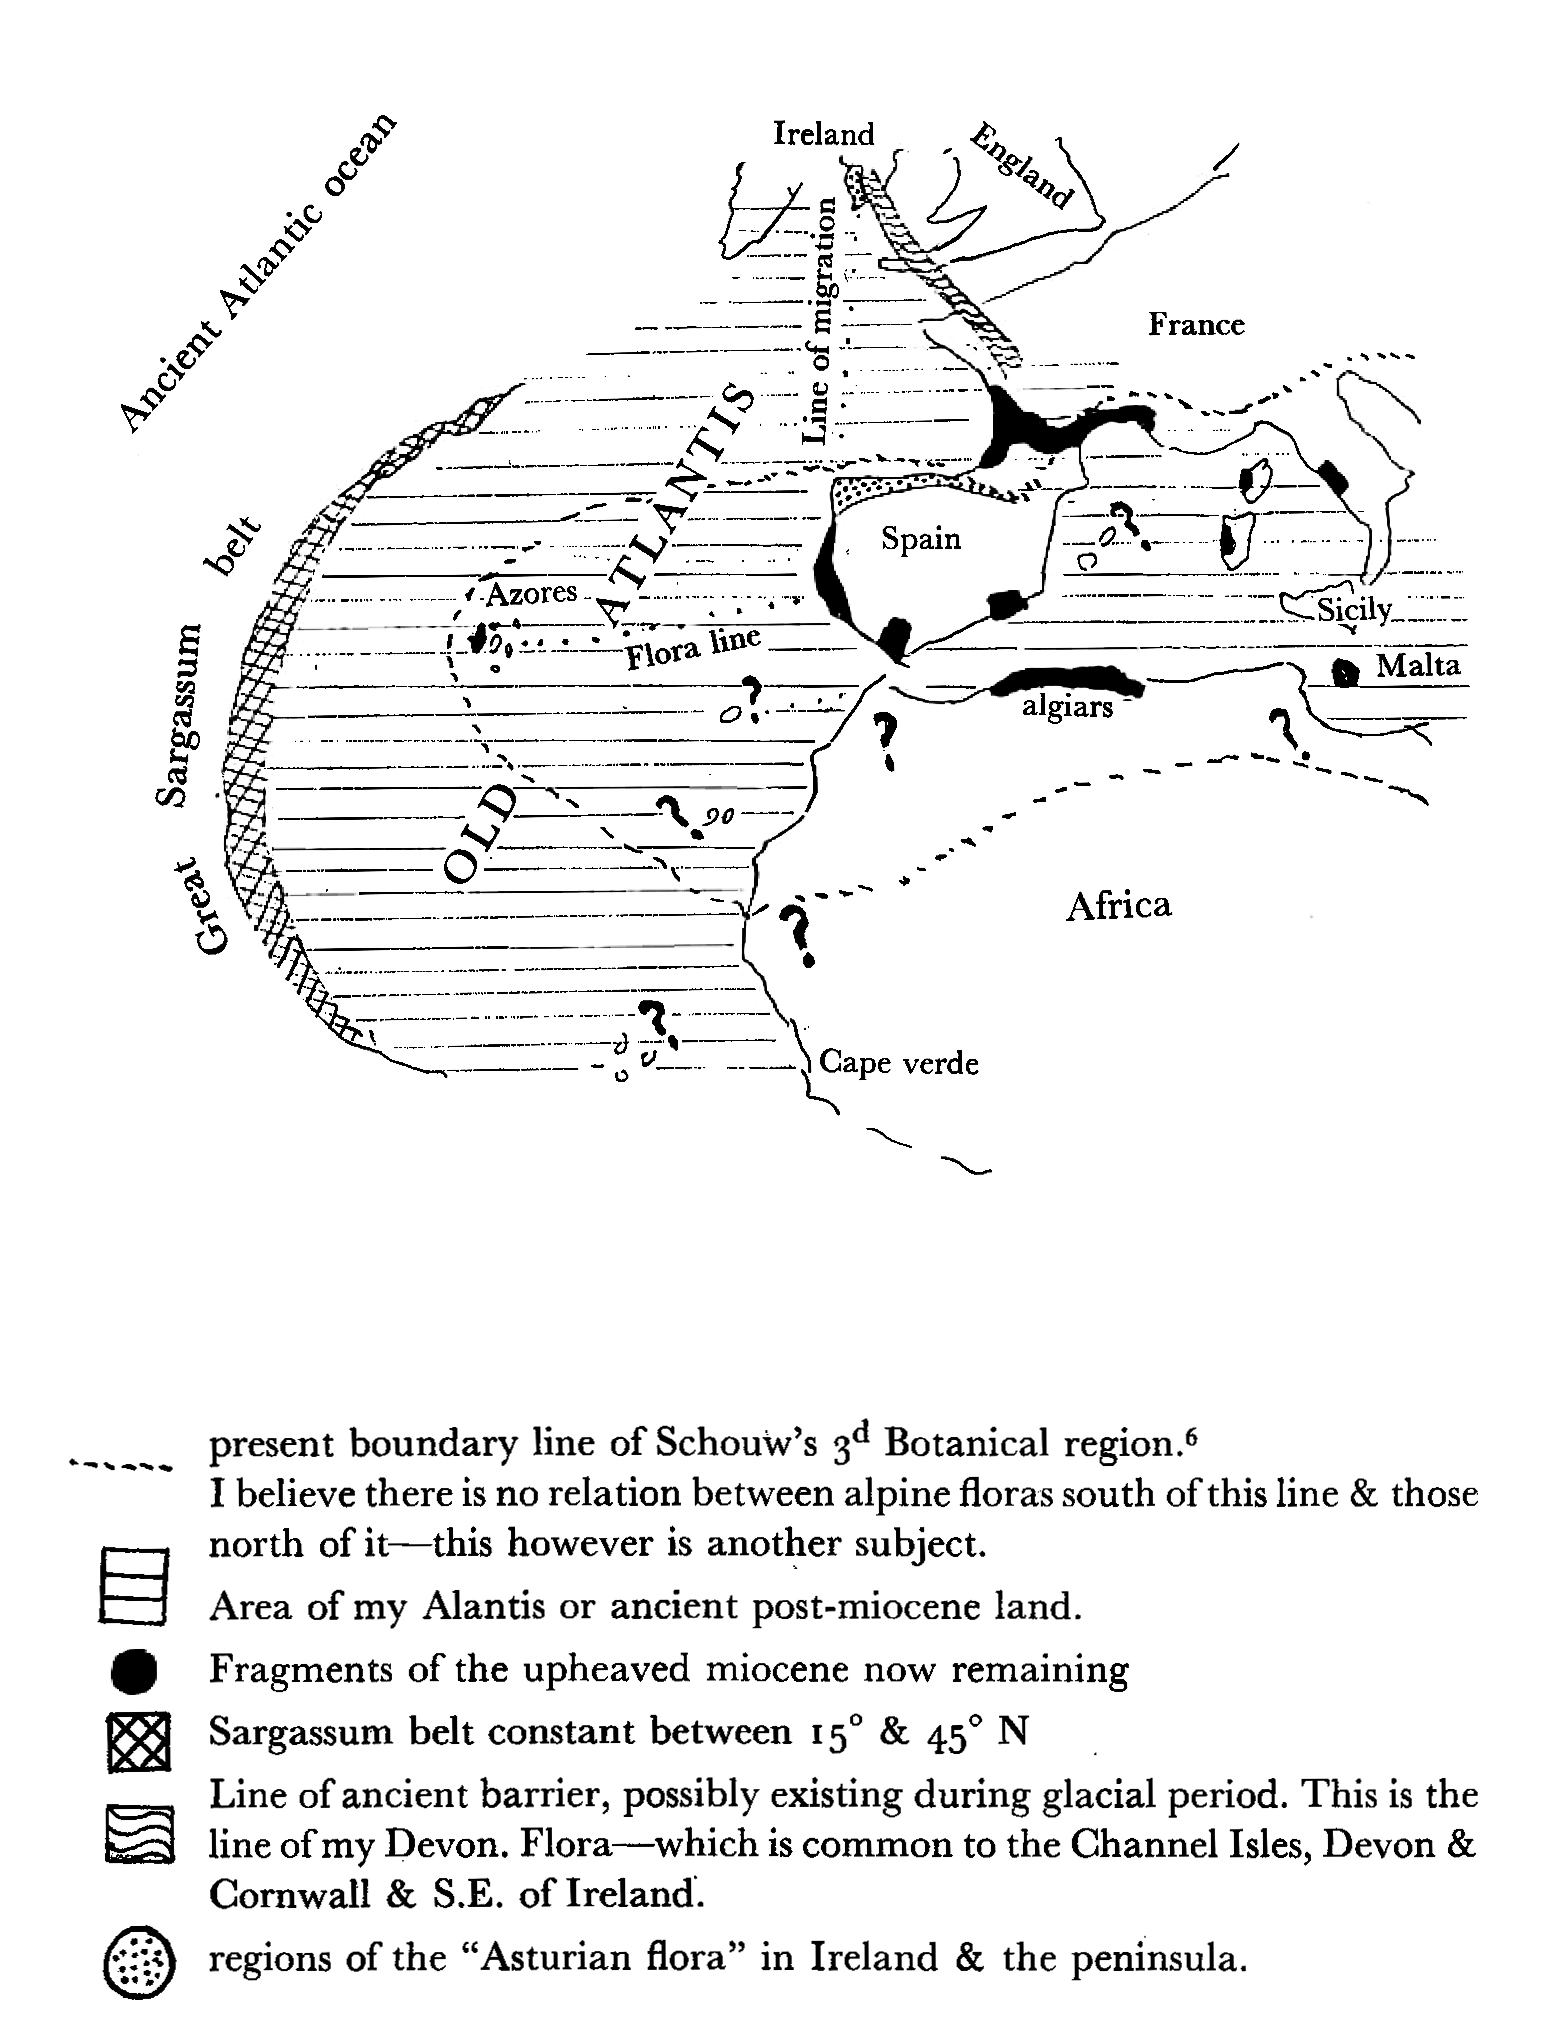 Ireland
England
Ancient Atlantic ocean
Line of migration
France
OLD ATLANTIS
Great Sargassum belt
Spain
Azores
Flora line
Sicily
Malta
algiars
?
?
?
?
?
?
?
Africa
Cape verde
present boundary line of Schouw's 3d Botanical region.6
I believe there is no relation between alpine floras south of this line & those
north of it—this however is another subject.
Area of my Alantis or ancient post-miocene land.
Fragments of the upheaved miocene now remaining
Sargassum belt constant between 15° & 45° N
Line of ancient barrier, possibly existing during glacial period. This is the
line of my Devon. Flora—which is common to the Channel Isles, Devon &
Cornwall & S.E. of Ireland.
regions of the “Asturian flora” in Ireland & the peninsula.